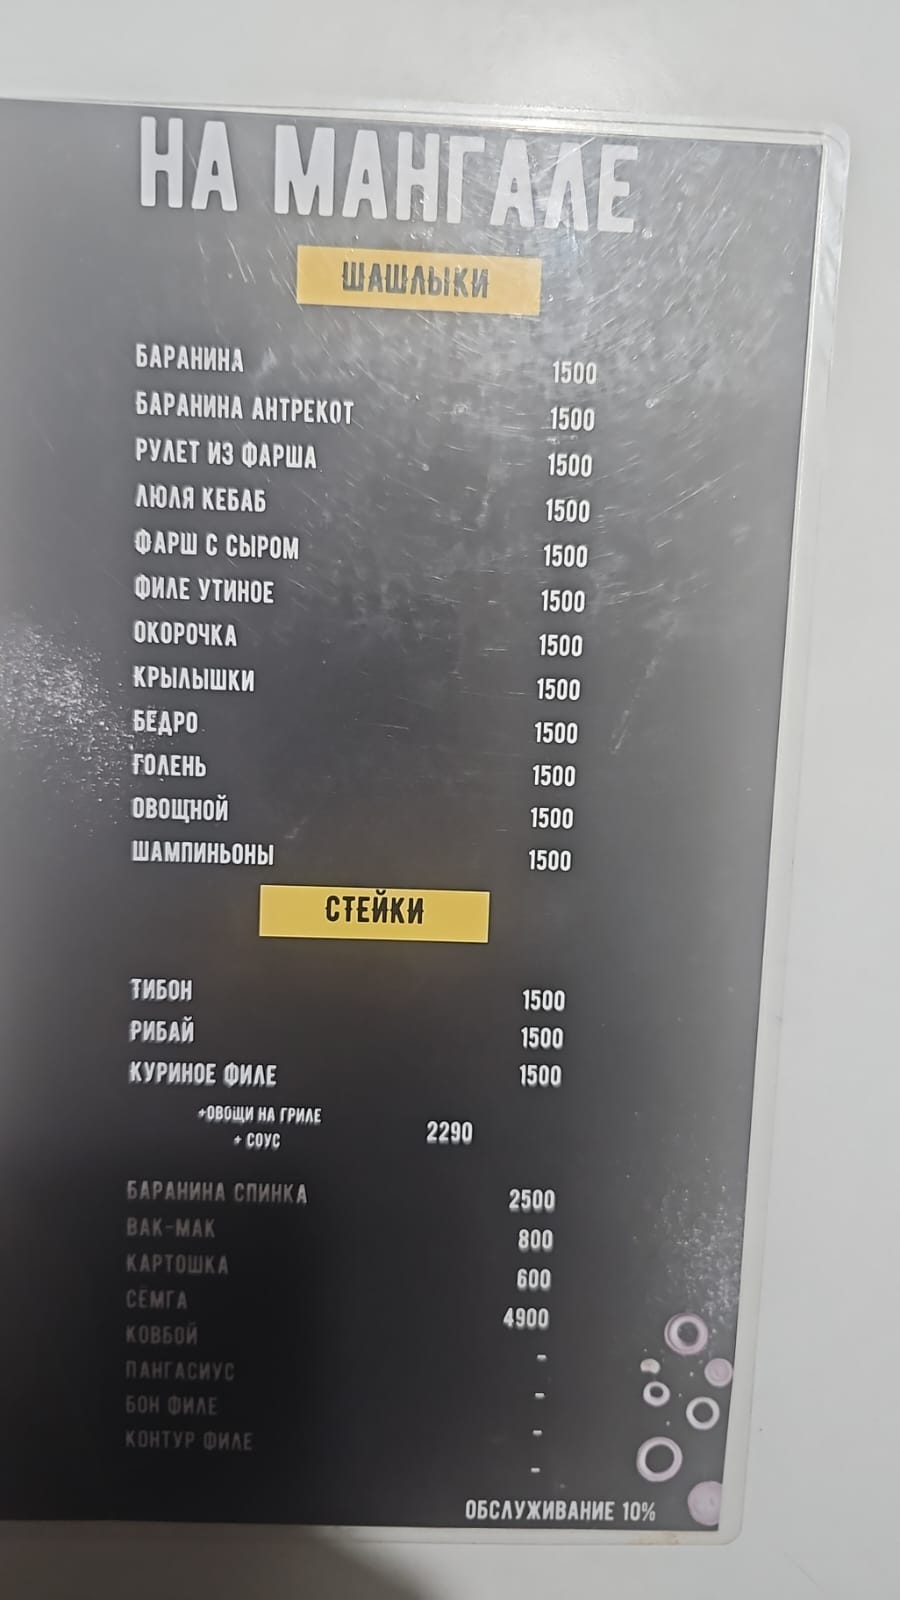 НА МАНГАЛЕ
ШАШЛЫКИ
БАРАНИНА 1500
БАРАНИНА АНТРЕКОТ 1500
РУЛЕТ ИЗ ФАРША 1500
ЛЮЛЯ КЕБАБ 1500
ФАРШ С СЫРОМ 1500
ФИЛЕ УТИНОЕ 1500
ОКОРОЧКА 1500
КРЫЛЫШКИ 1500
БЕДРО 1500
ГОЛЕНЬ 1500
ОВОЩНОЙ 1500
ШАМПИНЬОНЫ 1500
СТЕЙКИ
ТИБОН 1500
РИБАЙ 1500
КУРИНОЕ ФИЛЕ 1500
+ОВОЩИ НА ГРИЛЕ
+ СОУС 2290
БАРАНИНА СПИНКА 2500
ВАК-МАК 800
КАРТОШКА 600
СЁМГА 4900
КОВБОЙ -
ПАНГАСИУС -
БОН ФИЛЕ -
КОНТУР ФИЛЕ -
ОБСЛУЖИВАНИЕ 10%